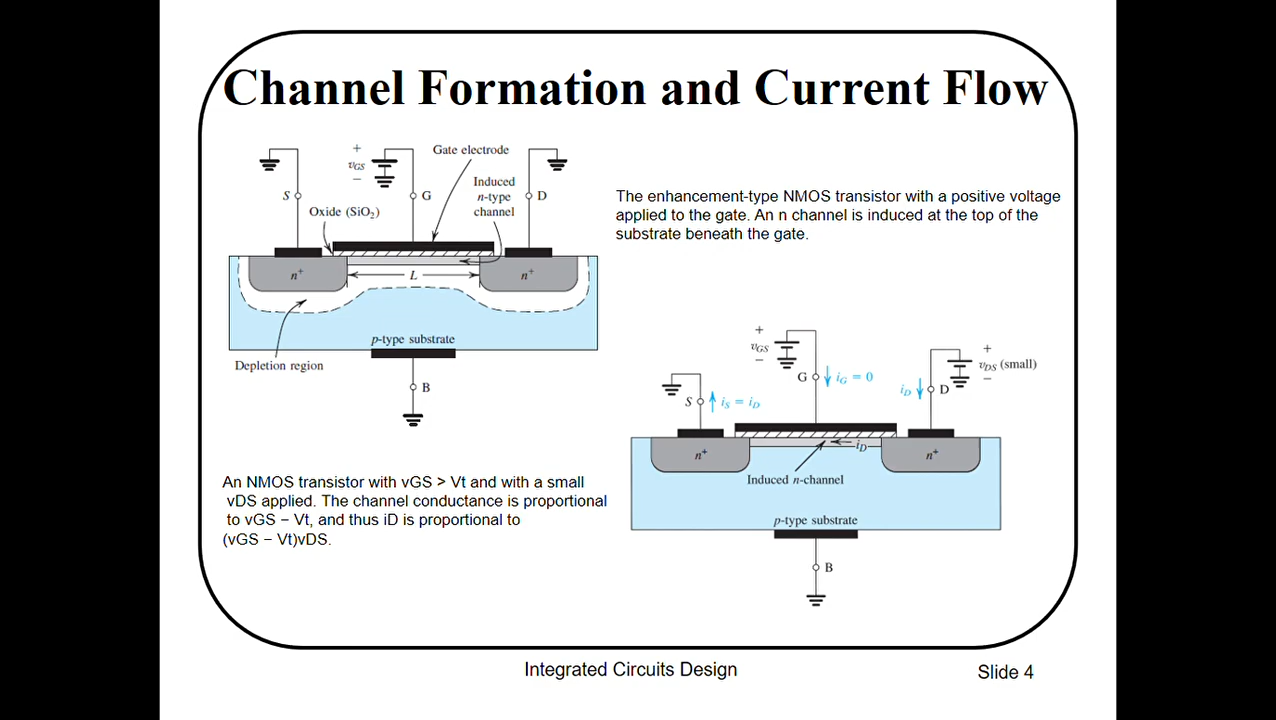 Channel Formation and Current Flow
+
vGS
−
Gate electrode
S
G
Induced
n-type
channel
D
Oxide (SiO2)
n+
L
n+
p-type substrate
Depletion region
B
The enhancement-type NMOS transistor with a positive voltage
applied to the gate. An n channel is induced at the top of the
substrate beneath the gate.
An NMOS transistor with vGS > Vt and with a small
vDS applied. The channel conductance is proportional
to vGS − Vt, and thus iD is proportional to
(vGS − Vt)vDS.
+
vGS
−
+
vDS (small)
−
G
iG = 0
iD
D
S
iS = iD
iD
n+
n+
Induced n-channel
p-type substrate
B
Integrated Circuits Design
Slide 4